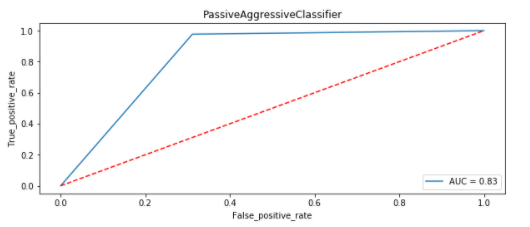 PassiveAggressiveClassifier
1.0
0.8
0.6
0.4
0.2
0.0
True_positive_rate
AUC = 0.83
0.0 0.2 0.4 0.6 0.8 1.0
False_positive_rate